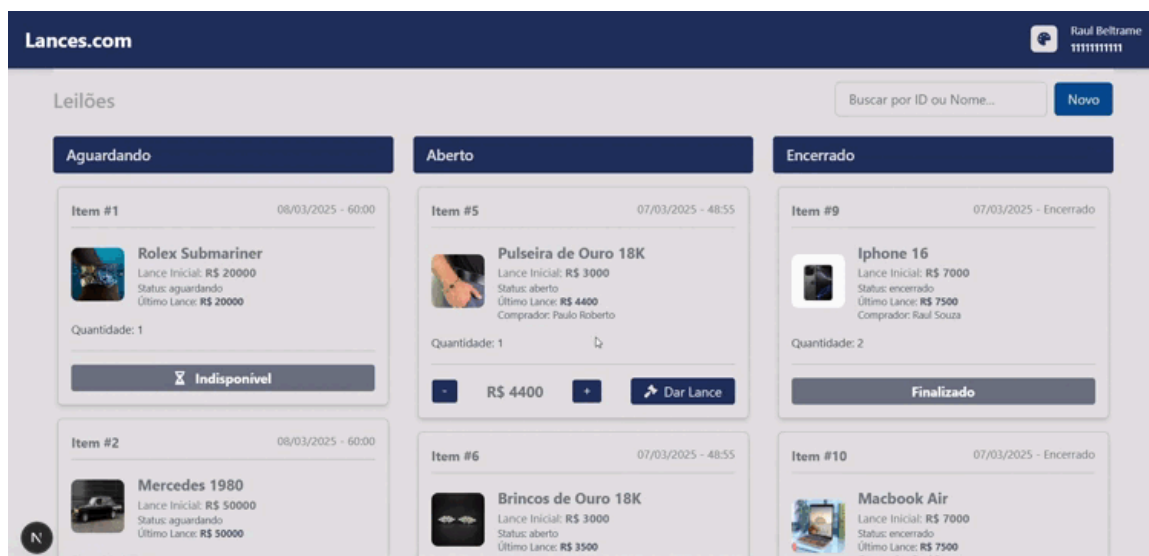 Lances.com
Raul Beltrame
11111111111
Leilões
Buscar por ID ou Nome...
Novo
Aguardando
Aberto
Encerrado
Item #1
08/03/2025 - 60:00
Rolex Submariner
Lance Inicial: R$ 20000
Status: aguardando
Último Lance: R$ 20000
Quantidade: 1
Indisponível
Item #2
08/03/2025 - 60:00
Mercedes 1980
Lance Inicial: R$ 50000
Status: aguardando
Último Lance: R$ 50000
Item #5
07/03/2025 - 48:55
Pulseira de Ouro 18K
Lance Inicial: R$ 3000
Status: aberto
Último Lance: R$ 4400
Comprador: Paulo Roberto
Quantidade: 1
-
R$ 4400
+
Dar Lance
Item #6
07/03/2025 - 48:55
Brincos de Ouro 18K
Lance Inicial: R$ 3000
Status: aberto
Último Lance: R$ 3500
Item #9
07/03/2025 - Encerrado
Iphone 16
Lance Inicial: R$ 7000
Status: encerrado
Último Lance: R$ 7500
Comprador: Raul Souza
Quantidade: 2
Finalizado
Item #10
07/03/2025 - Encerrado
Macbook Air
Lance Inicial: R$ 7000
Status: encerrado
Último Lance: R$ 7500
N